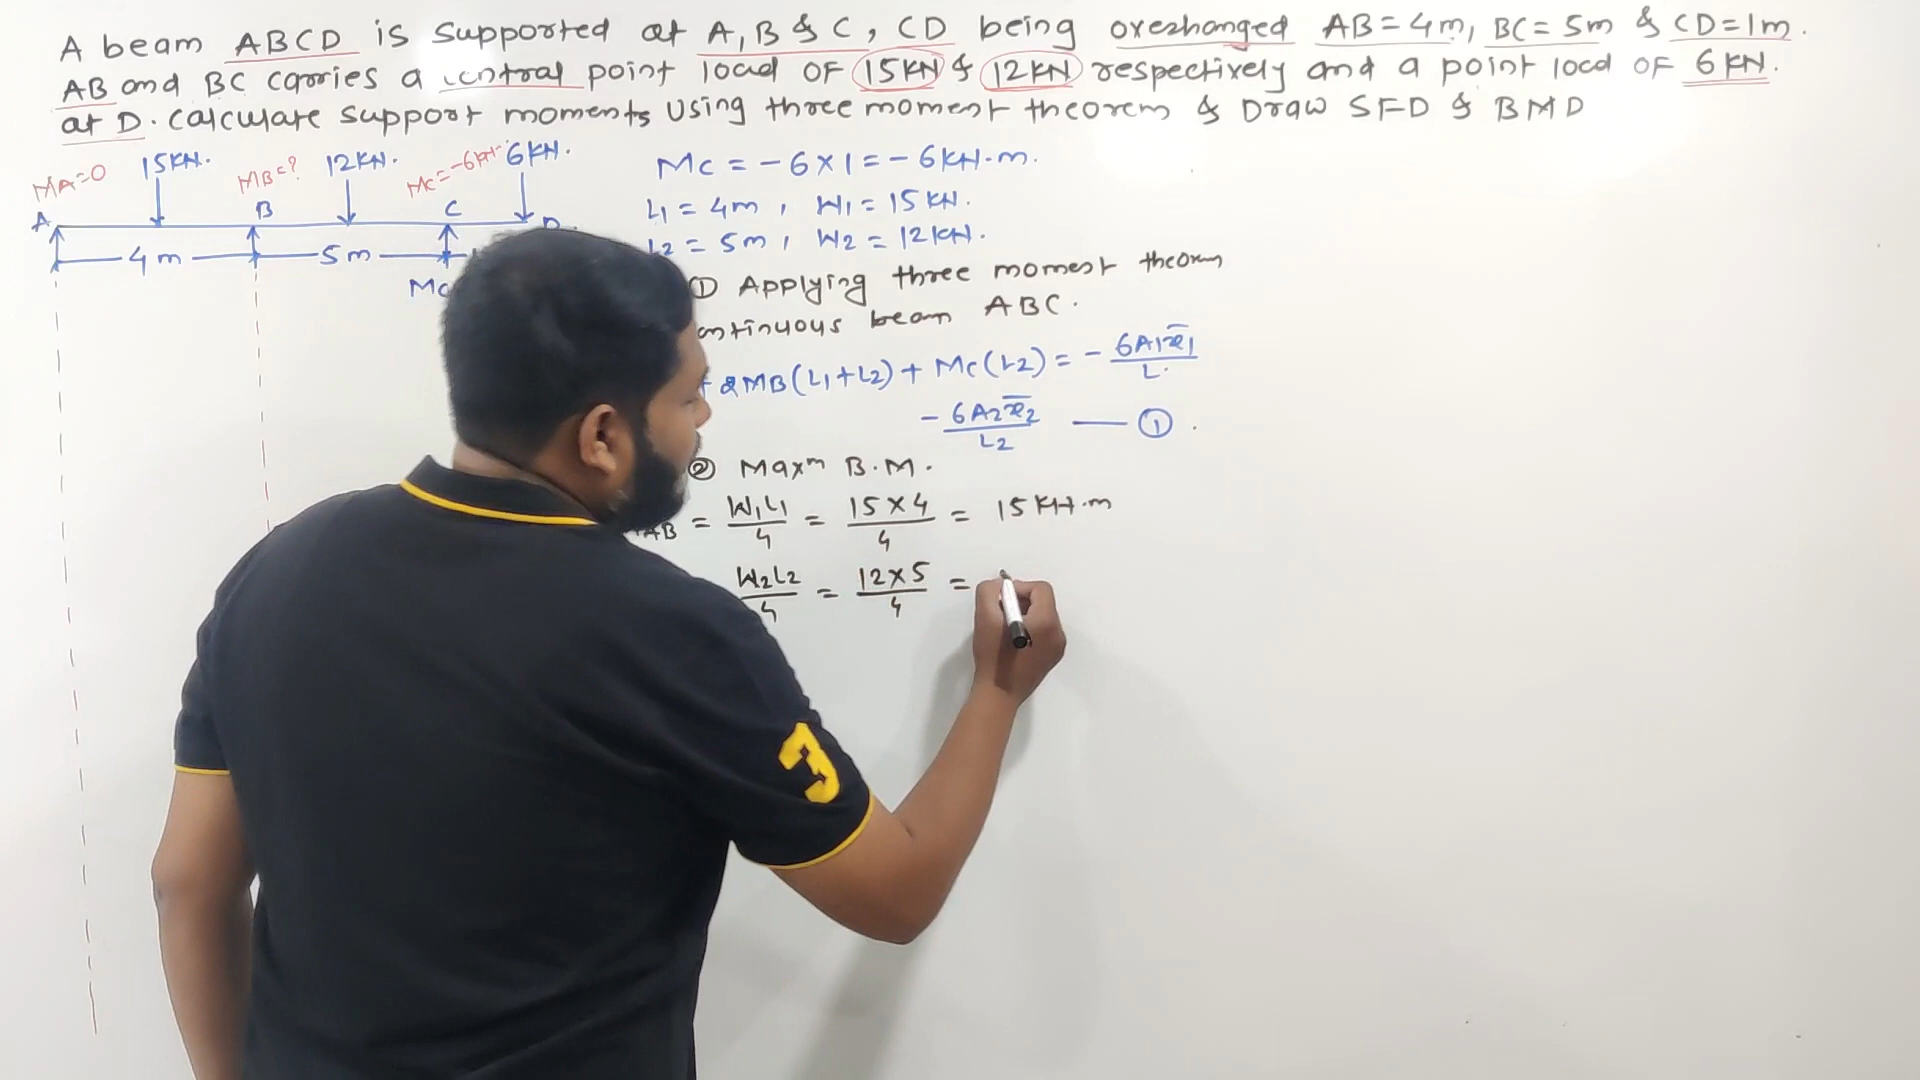 A beam ABCD is supported at A, B & C, CD being overhanged AB = 4m, BC = 5m & CD = 1m.
AB and BC carries a central point load OF 15KN & 12KN respectively and a point load OF 6KN.
at D. Calculate support moments Using three moment theorem & Draw SFD & BMD
MA=0 15KN. MB=? 12KN. MC=-6KN- 6KN.
A B C D
4m 5m
MC
MC = -6×1 = -6KN.m.
L1 = 4m, W1 = 15KN.
L2 = 5m, W2 = 12KN.
① Applying three moment theorem
continuous beam ABC.
+ 2MB(L1+L2) + MC(L2) = - 6A1x̄1 / L.
- 6A2x̄2 / L2 — ①.
② Maxm B.M.
AB = W1L1 / 4 = 15×4 / 4 = 15KN.m
W2L2 / 4 = 12×5 / 4 =
3